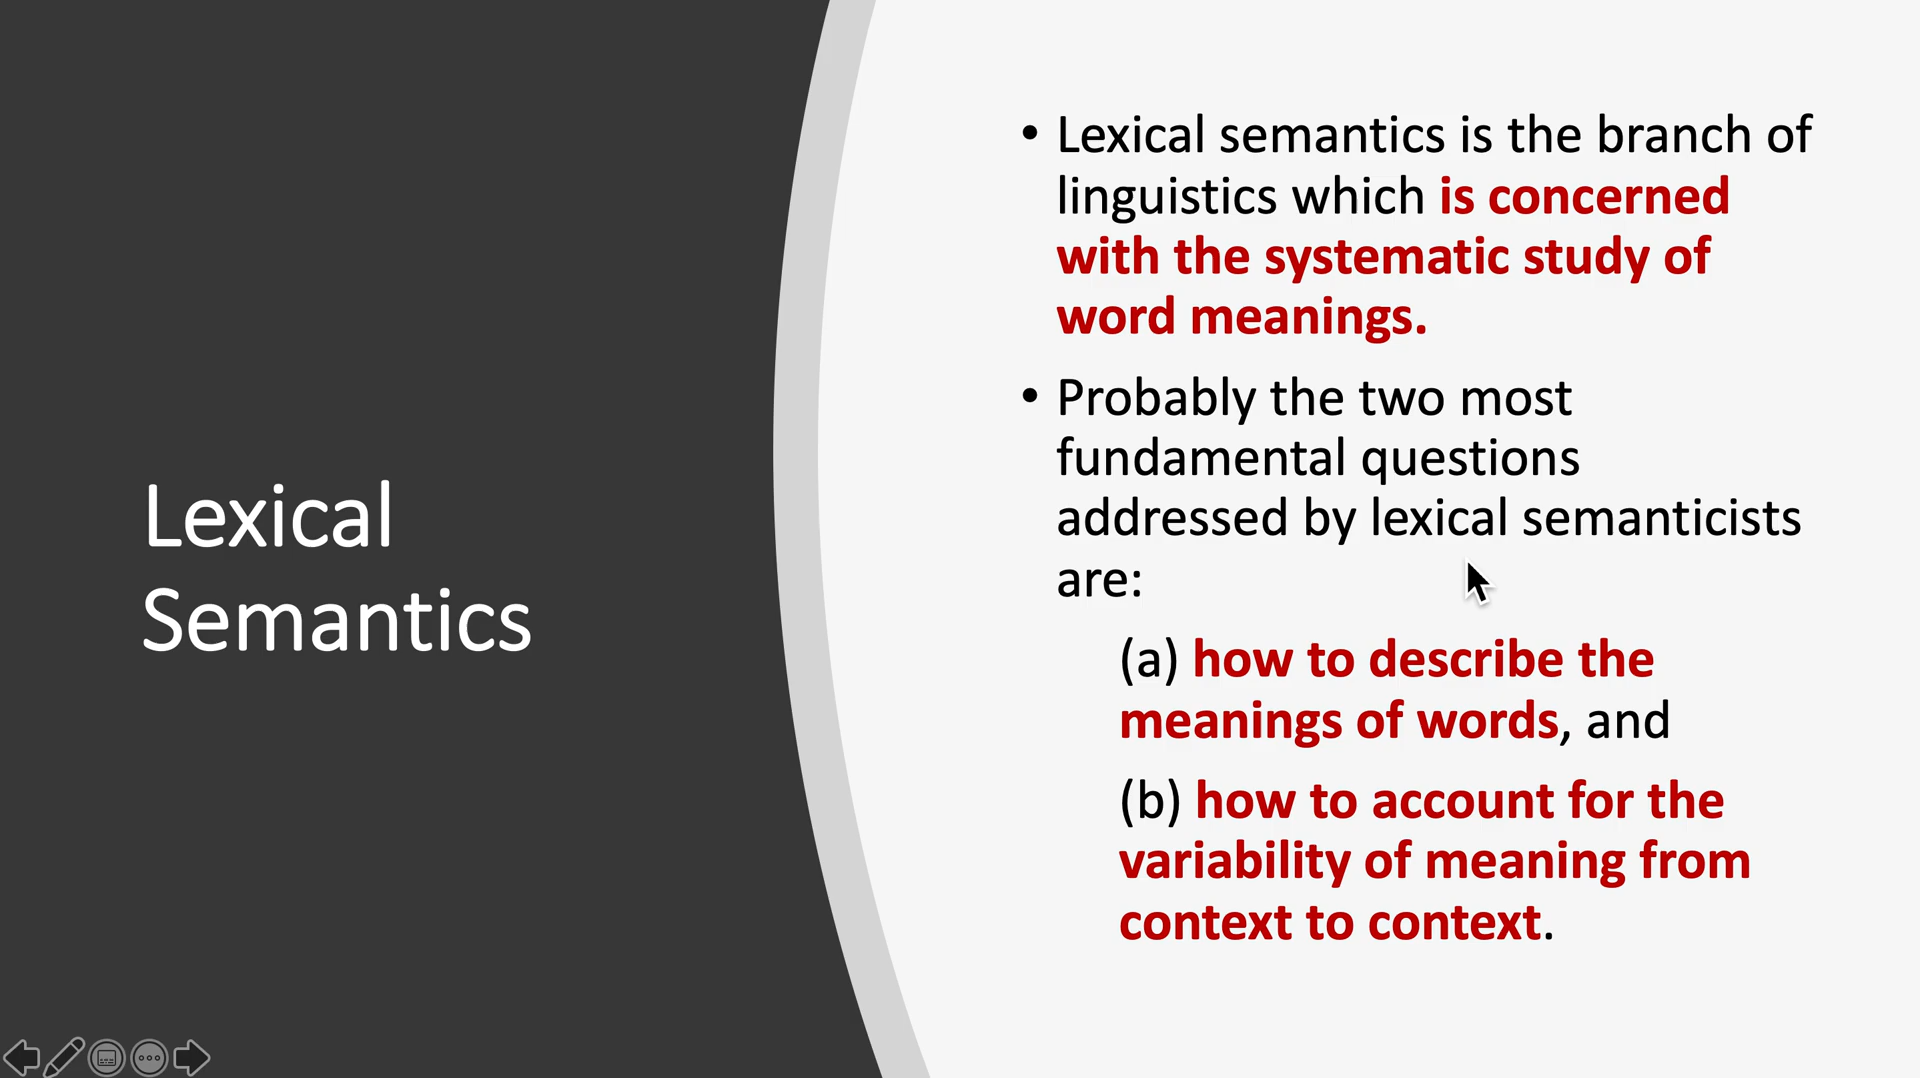 Lexical
Semantics
• Lexical semantics is the branch of
linguistics which is concerned
with the systematic study of
word meanings.
• Probably the two most
fundamental questions
addressed by lexical semanticists
are:
(a) how to describe the
meanings of words, and
(b) how to account for the
variability of meaning from
context to context.